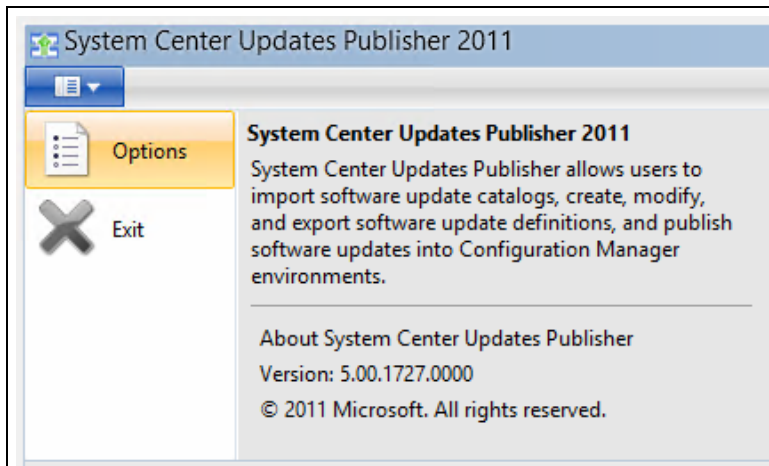 System Center Updates Publisher 2011
Options
Exit
System Center Updates Publisher 2011
System Center Updates Publisher allows users to
import software update catalogs, create, modify,
and export software update definitions, and publish
software updates into Configuration Manager
environments.
About System Center Updates Publisher
Version: 5.00.1727.0000
© 2011 Microsoft. All rights reserved.